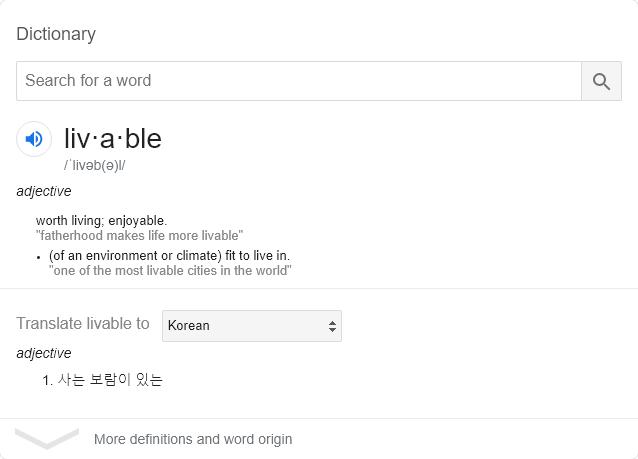 Dictionary
Search for a word
liv·a·ble
/ˈlivəb(ə)l/
adjective
worth living; enjoyable.
"fatherhood makes life more livable"
• (of an environment or climate) fit to live in.
"one of the most livable cities in the world"
Translate livable to Korean
adjective
1. 사는 보람이 있는
More definitions and word origin